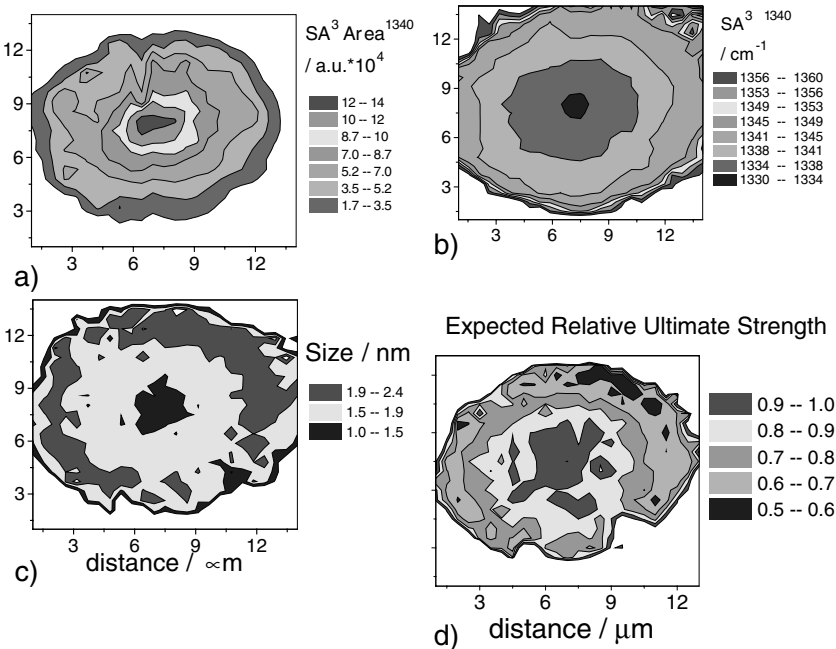 SA³ Area¹³⁴⁰
/ a.u.*10⁴
12 -- 14
10 -- 12
8.7 -- 10
7.0 -- 8.7
5.2 -- 7.0
3.5 -- 5.2
1.7 -- 3.5
12
9
6
3
3 6 9 12
a)
SA³ ¹³⁴⁰
/ cm⁻¹
1356 -- 1360
1353 -- 1356
1349 -- 1353
1345 -- 1349
1341 -- 1345
1338 -- 1341
1334 -- 1338
1330 -- 1334
12
9
6
3
3 6 9 12
b)
Size / nm
1.9 -- 2.4
1.5 -- 1.9
1.0 -- 1.5
12
9
6
3
3 6 9 12
c)
distance / ∝m
Expected Relative Ultimate Strength
0.9 -- 1.0
0.8 -- 0.9
0.7 -- 0.8
0.6 -- 0.7
0.5 -- 0.6
3 6 9 12
d)
distance / μm